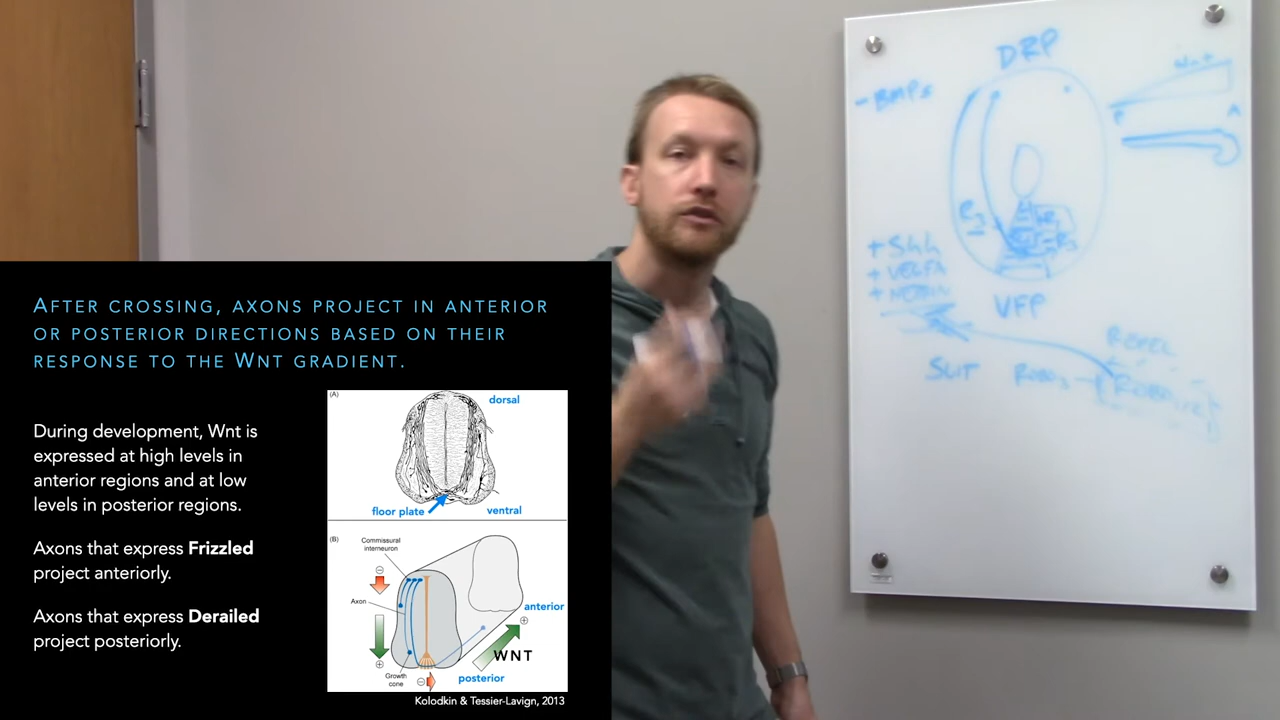 AFTER CROSSING, AXONS PROJECT IN ANTERIOR
OR POSTERIOR DIRECTIONS BASED ON THEIR
RESPONSE TO THE WNT GRADIENT.
During development, Wnt is
expressed at high levels in
anterior regions and at low
levels in posterior regions.
Axons that express Frizzled
project anteriorly.
Axons that express Derailed
project posteriorly.
(A)
dorsal
floor plate
ventral
(B)
Commissural
interneuron
Axon
anterior
WNT
posterior
Growth
cone
Kolodkin & Tessier-Lavign, 2013
DRP
- BMPs
Wnt
P
A
R3
+ Shh
+ VEGFA
+ Netrin
VFP
SLIT
ROBO3